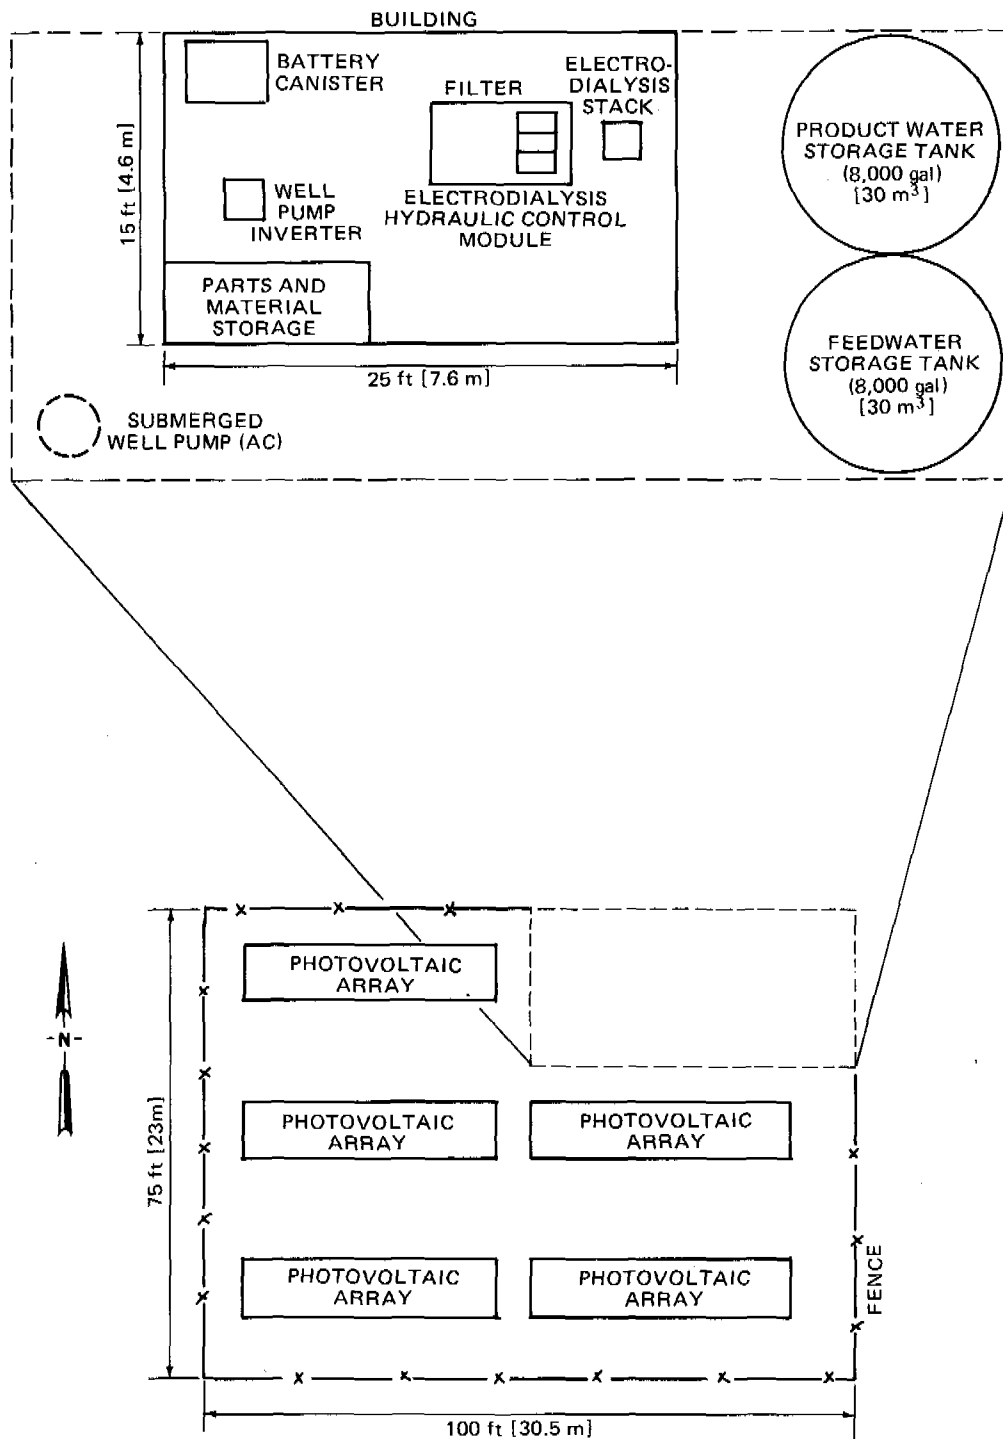 BUILDING
BATTERY
CANISTER
FILTER
ELECTRO-
DIALYSIS
STACK
WELL
PUMP
INVERTER
ELECTRODIALYSIS
HYDRAULIC CONTROL
MODULE
PARTS AND
MATERIAL
STORAGE
15 ft [4.6 m]
25 ft [7.6 m]
PRODUCT WATER
STORAGE TANK
(8,000 gal)
[30 m³]
FEEDWATER
STORAGE TANK
(8,000 gal)
[30 m³]
SUBMERGED
WELL PUMP (AC)
N
PHOTOVOLTAIC
ARRAY
PHOTOVOLTAIC
ARRAY
PHOTOVOLTAIC
ARRAY
PHOTOVOLTAIC
ARRAY
PHOTOVOLTAIC
ARRAY
75 ft [23m]
FENCE
100 ft [30.5 m]